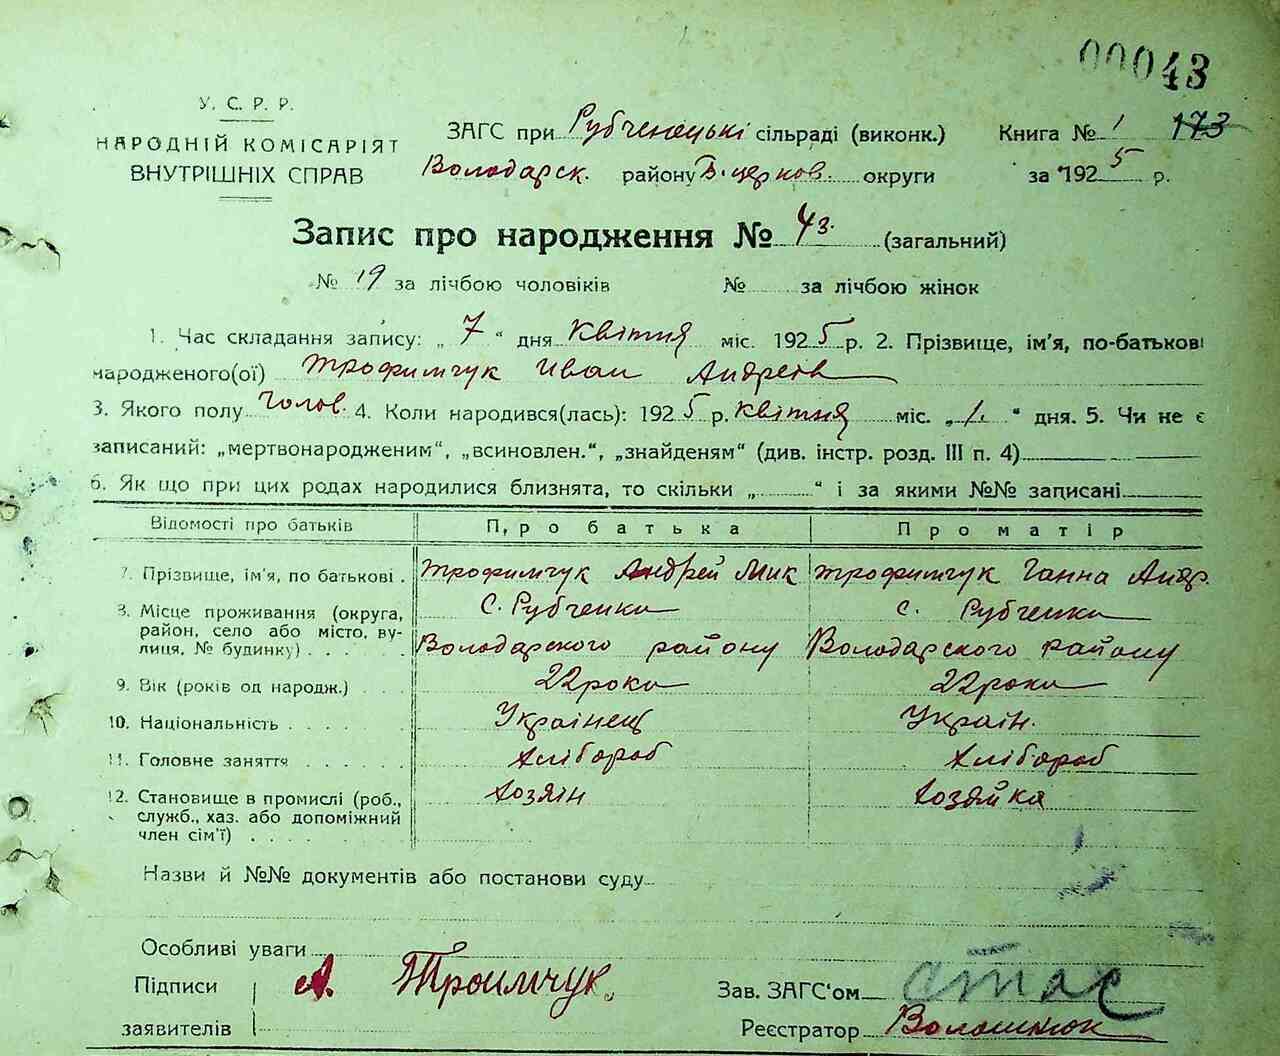 00043
У. С. Р. Р.
НАРОДНІЙ КОМІСАРІЯТ
ВНУТРІШНІХ СПРАВ
ЗАГС при Рубченецькі сільраді (виконк.) Книга № 1 173
Володарск. району Б. церков. округи за 1925 р.
Запис про народження № 43. (загальний)
№ 19 за лічбою чоловіків № за лічбою жінок
1. Час складання запису: „ 7 “ дня квітня міс. 1925 р. 2. Прізвище, ім'я, по-батькові
народженого(ої) Трофимчук Иван Андреев
3. Якого полу Чолов. 4. Коли народився(лась): 1925 р. квітня міс. „ 1. “ дня. 5. Чи не є
записаний: „мертвонародженим“, „всиновлен.“, „знайденям“ (див. інстр. розд. III п. 4)
6. Як що при цих родах народилися близнята, то скільки „ “ і за якими №№ записані
Відомості про батьків Про батька Про матір
7. Прізвище, ім'я, по батькові . Трофимчук Андрей Мик Трофимчук Ганна Андр.
8. Місце проживання (округа, район, село або місто, вулиця, № будинку) . . . . . с. Рубченки с. Рубченки
Володарского району Володарского району
9. Вік (років од народж.) . . . 22 роки 22 роки
10. Національність . . . . . . Українец Україн.
11. Головне заняття . . . . . . Хлібороб Хлібороб
12. Становище в промислі (роб., служб., хаз. або допоміжний член сім'ї) . . . . . Хозяін Хозяйка
Назви й №№ документів або постанови суду
Особливі уваги
Підписи А. Троимчук. Зав. ЗАГС'ом
заявителів Реєстратор Волошнюк